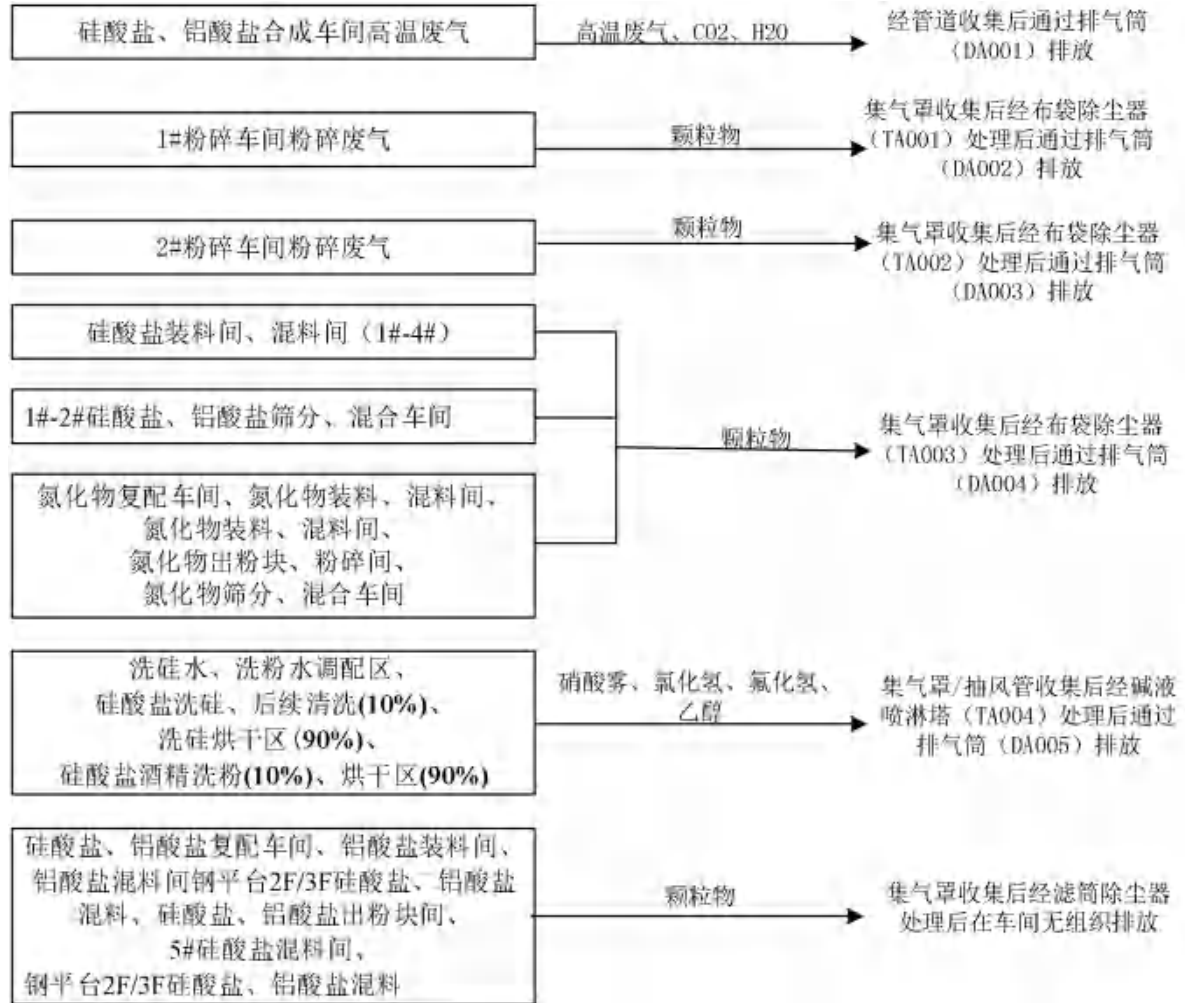 硅酸盐、铝酸盐合成车间高温废气
高温废气、CO2、H2O
经管道收集后通过排气筒
（DA001）排放
1#粉碎车间粉碎废气
颗粒物
集气罩收集后经布袋除尘器
（TA001）处理后通过排气筒
（DA002）排放
2#粉碎车间粉碎废气
颗粒物
集气罩收集后经布袋除尘器
（TA002）处理后通过排气筒
（DA003）排放
硅酸盐装料间、混料间（1#-4#）
1#-2#硅酸盐、铝酸盐筛分、混合车间
氮化物复配车间、氮化物装料、混料间、
氮化物装料、混料间、
氮化物出粉块、粉碎间、
氮化物筛分、混合车间
颗粒物
集气罩收集后经布袋除尘器
（TA003）处理后通过排气筒
（DA004）排放
洗硅水、洗粉水调配区、
硅酸盐洗硅、后续清洗(10%)、
洗硅烘干区(90%)、
硅酸盐酒精洗粉(10%)、烘干区(90%)
硝酸雾、氯化氢、氟化氢、
乙醇
集气罩/抽风管收集后经碱液
喷淋塔（TA004）处理后通过
排气筒（DA005）排放
硅酸盐、铝酸盐复配车间、铝酸盐装料间、
铝酸盐混料间钢平台2F/3F硅酸盐、铝酸盐
混料、硅酸盐、铝酸盐出粉块间、
5#硅酸盐混料间、
钢平台2F/3F硅酸盐、铝酸盐混料
颗粒物
集气罩收集后经滤筒除尘器
处理后在车间无组织排放